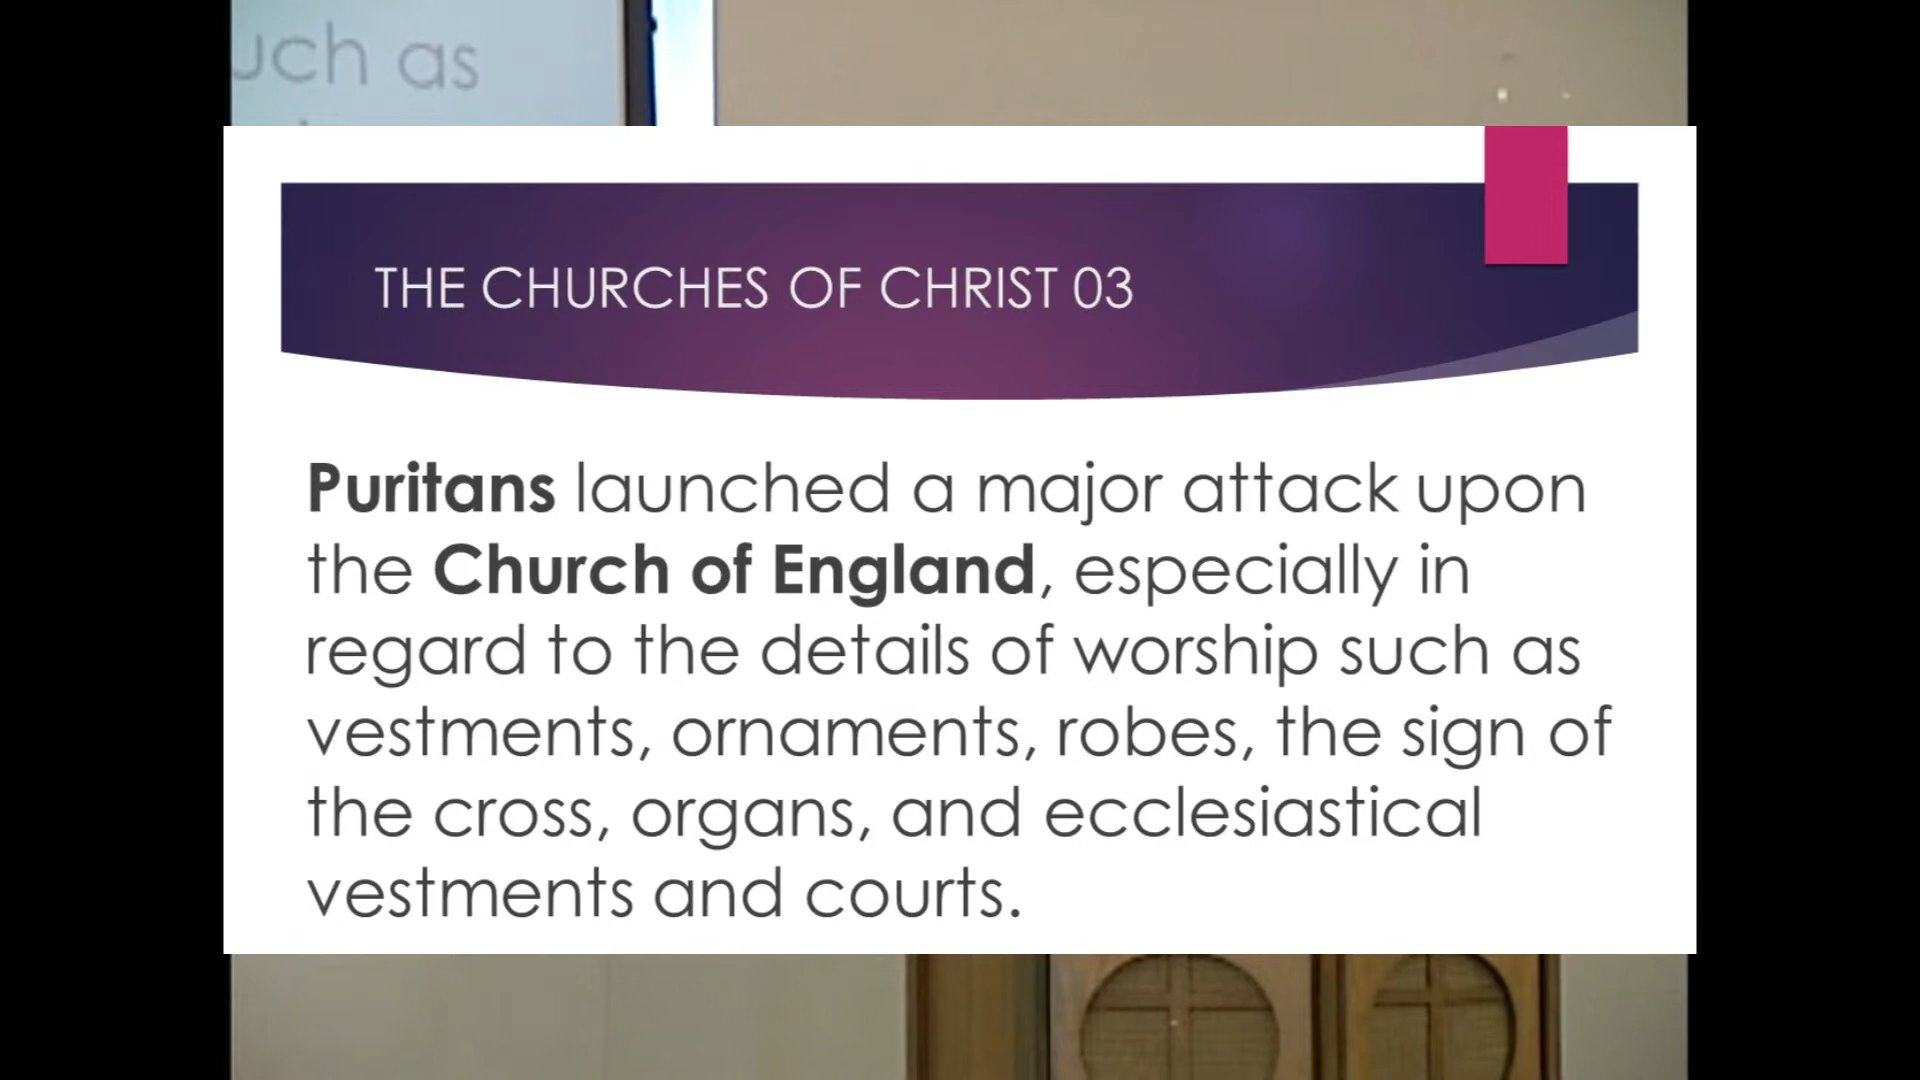 uch as
THE CHURCHES OF CHRIST 03
Puritans launched a major attack upon
the Church of England, especially in
regard to the details of worship such as
vestments, ornaments, robes, the sign of
the cross, organs, and ecclesiastical
vestments and courts.